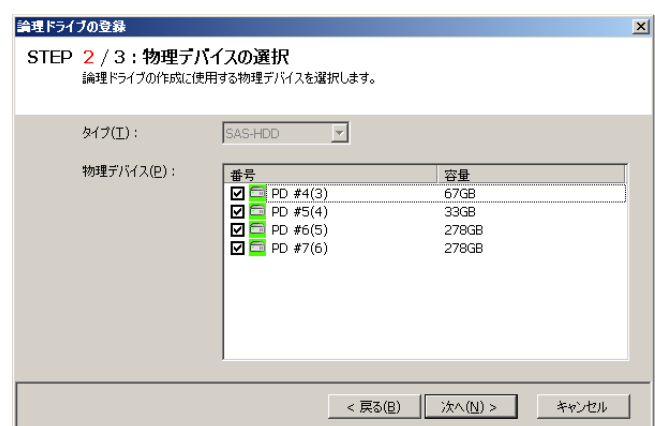 論理ドライブの登録
STEP 2 / 3 : 物理デバイスの選択
論理ドライブの作成に使用する物理デバイスを選択します。
タイプ(T) : SAS-HDD
物理デバイス(P) :
番号 容量
PD #4(3) 67GB
PD #5(4) 33GB
PD #6(5) 278GB
PD #7(6) 278GB
< 戻る(B) 次へ(N) > キャンセル